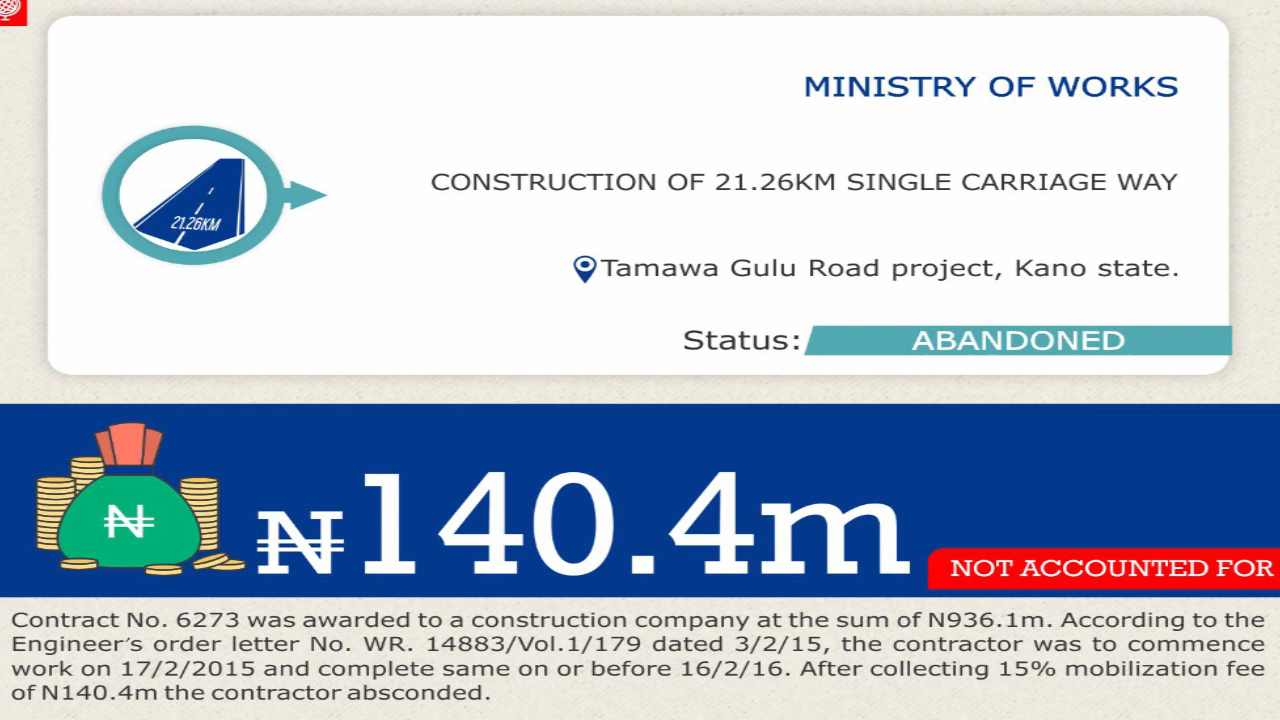 MINISTRY OF WORKS
CONSTRUCTION OF 21.26KM SINGLE CARRIAGE WAY
21.26KM
Tamawa Gulu Road project, Kano state.
Status: ABANDONED
₦
₦140.4m
NOT ACCOUNTED FOR
Contract No. 6273 was awarded to a construction company at the sum of N936.1m. According to the
Engineer’s order letter No. WR. 14883/Vol.1/179 dated 3/2/15, the contractor was to commence
work on 17/2/2015 and complete same on or before 16/2/16. After collecting 15% mobilization fee
of N140.4m the contractor absconded.